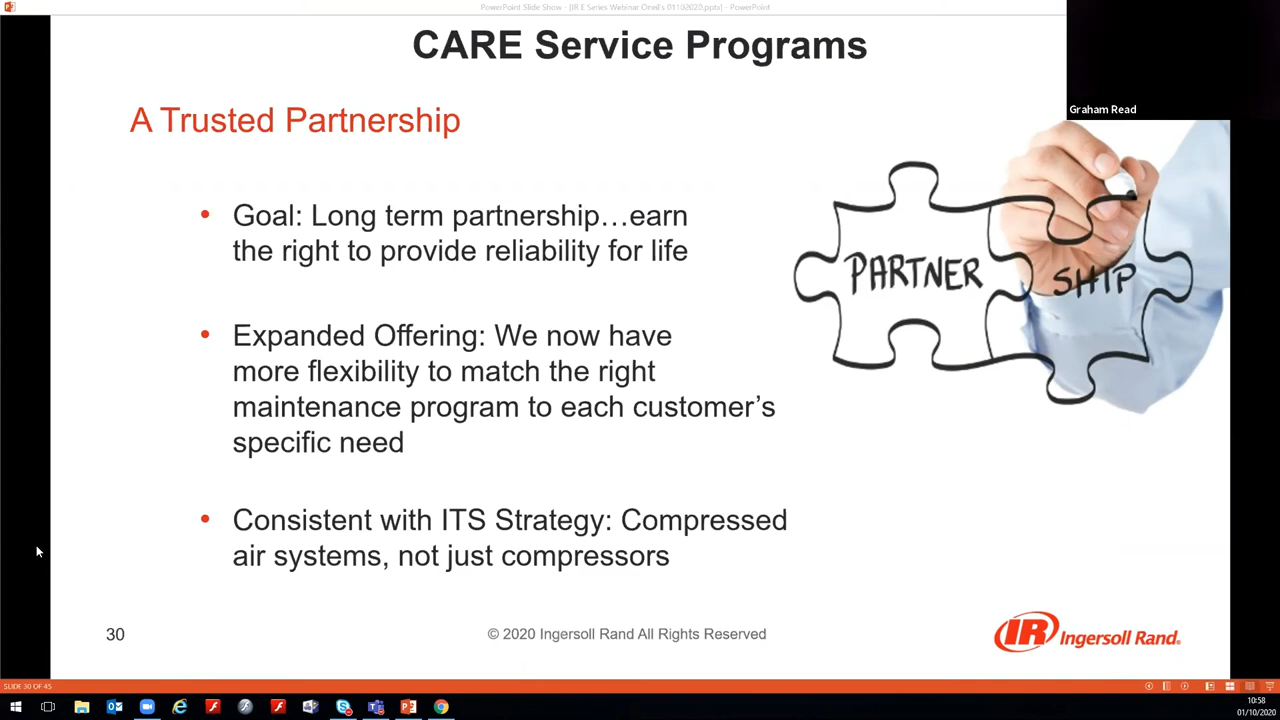 PowerPoint Slide Show - [IR E Series Webinar Oneil's 01102020.pptx] - PowerPoint
CARE Service Programs
Graham Read
A Trusted Partnership
• Goal: Long term partnership…earn
the right to provide reliability for life
PARTNER SHIP
• Expanded Offering: We now have
more flexibility to match the right
maintenance program to each customer’s
specific need
• Consistent with ITS Strategy: Compressed
air systems, not just compressors
30
© 2020 Ingersoll Rand All Rights Reserved
IR Ingersoll Rand.
SLIDE 30 OF 45
10:58
01/10/2020